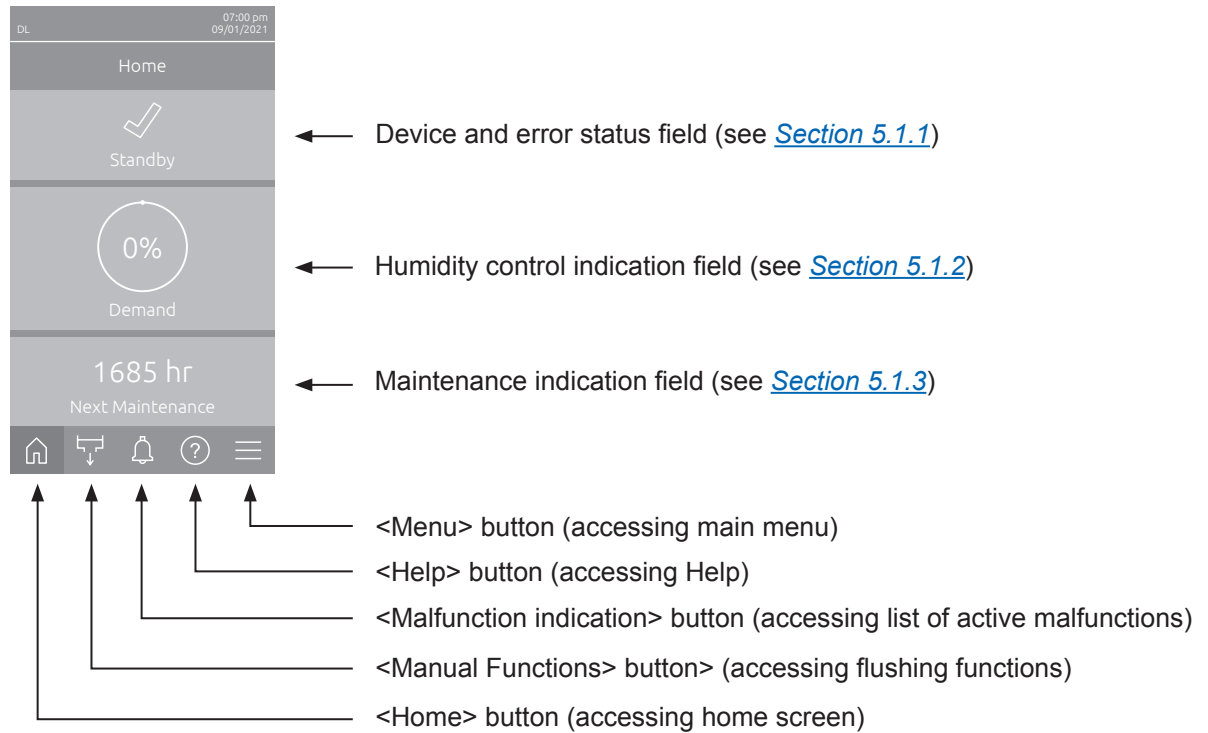 07:00 pm
DL 09/01/2021
Home
Standby
Device and error status field (see Section 5.1.1)
0%
Demand
Humidity control indication field (see Section 5.1.2)
1685 hr
Next Maintenance
Maintenance indication field (see Section 5.1.3)
?
<Menu> button (accessing main menu)
<Help> button (accessing Help)
<Malfunction indication> button (accessing list of active malfunctions)
<Manual Functions> button> (accessing flushing functions)
<Home> button (accessing home screen)